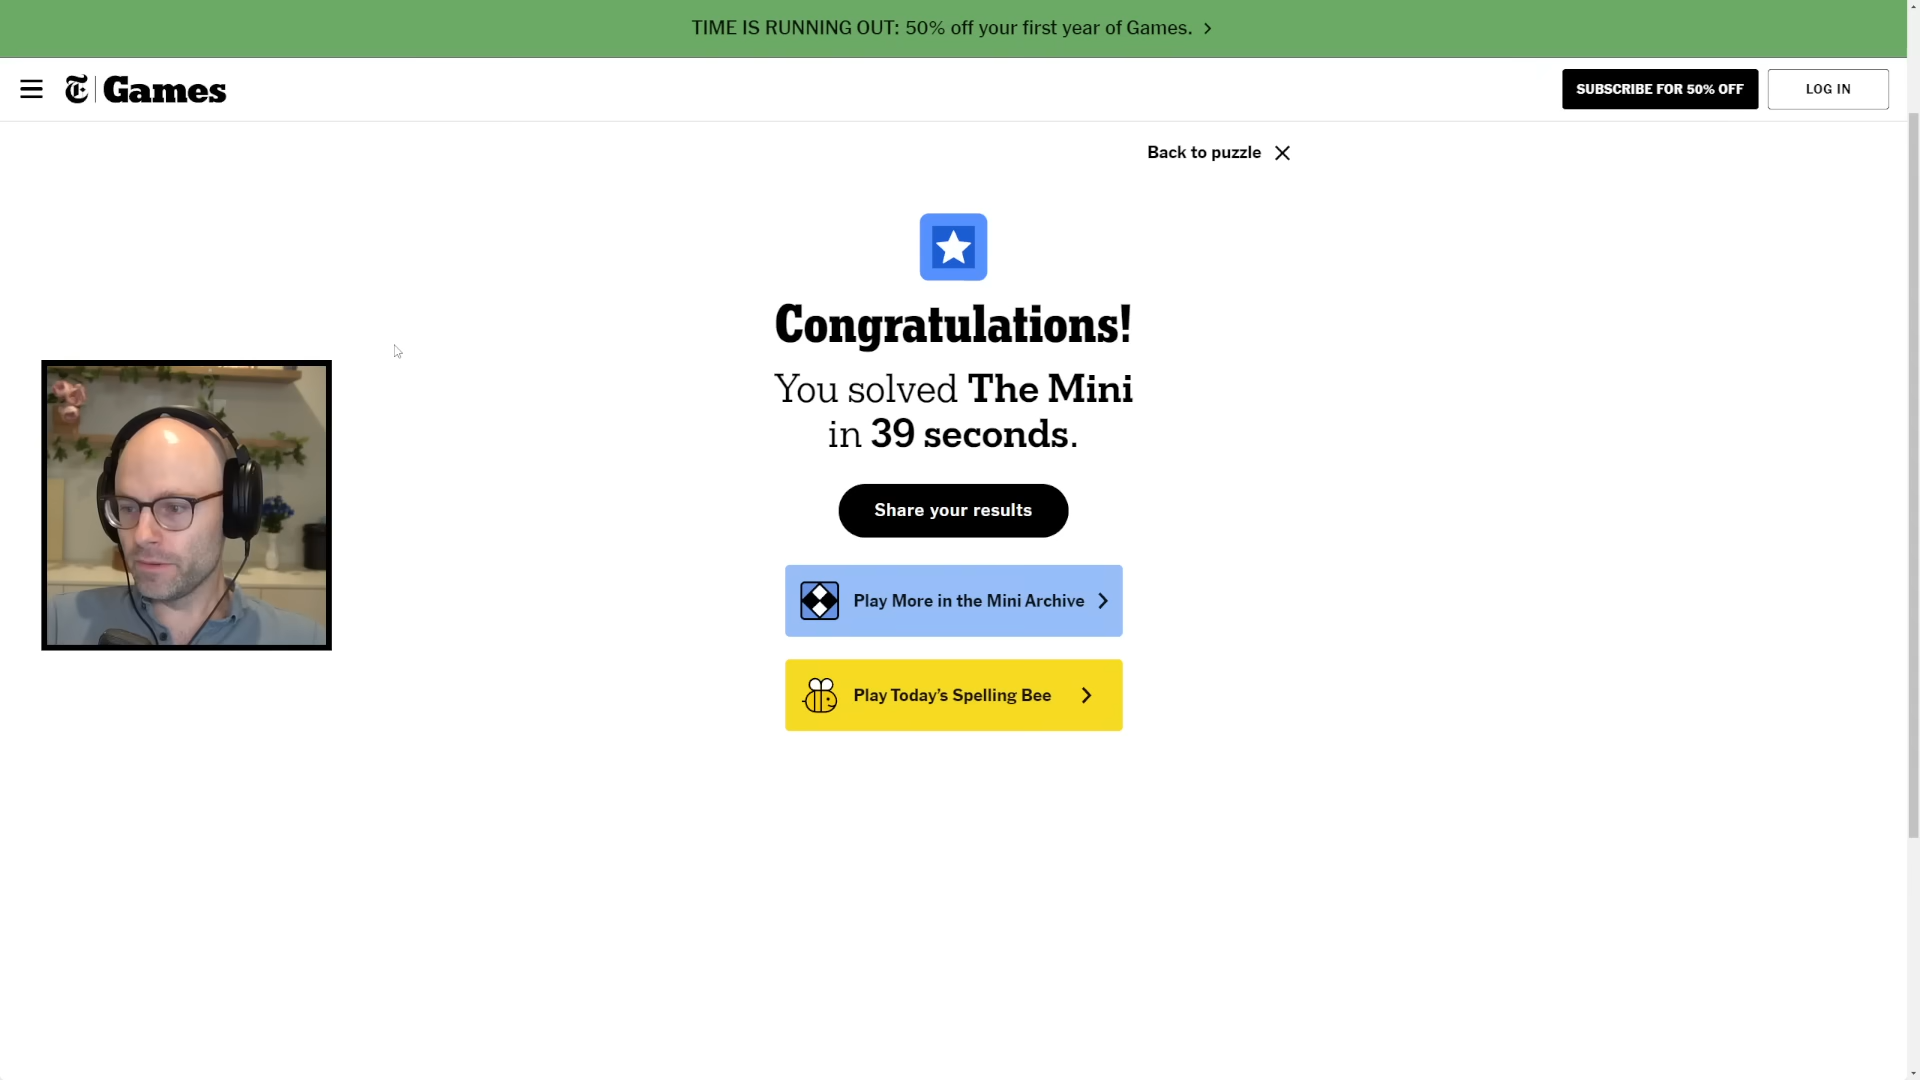 TIME IS RUNNING OUT: 50% off your first year of Games.
T Games
SUBSCRIBE FOR 50% OFF
LOG IN
Back to puzzle
Congratulations!
You solved The Mini
in 39 seconds.
Share your results
Play More in the Mini Archive
Play Today’s Spelling Bee